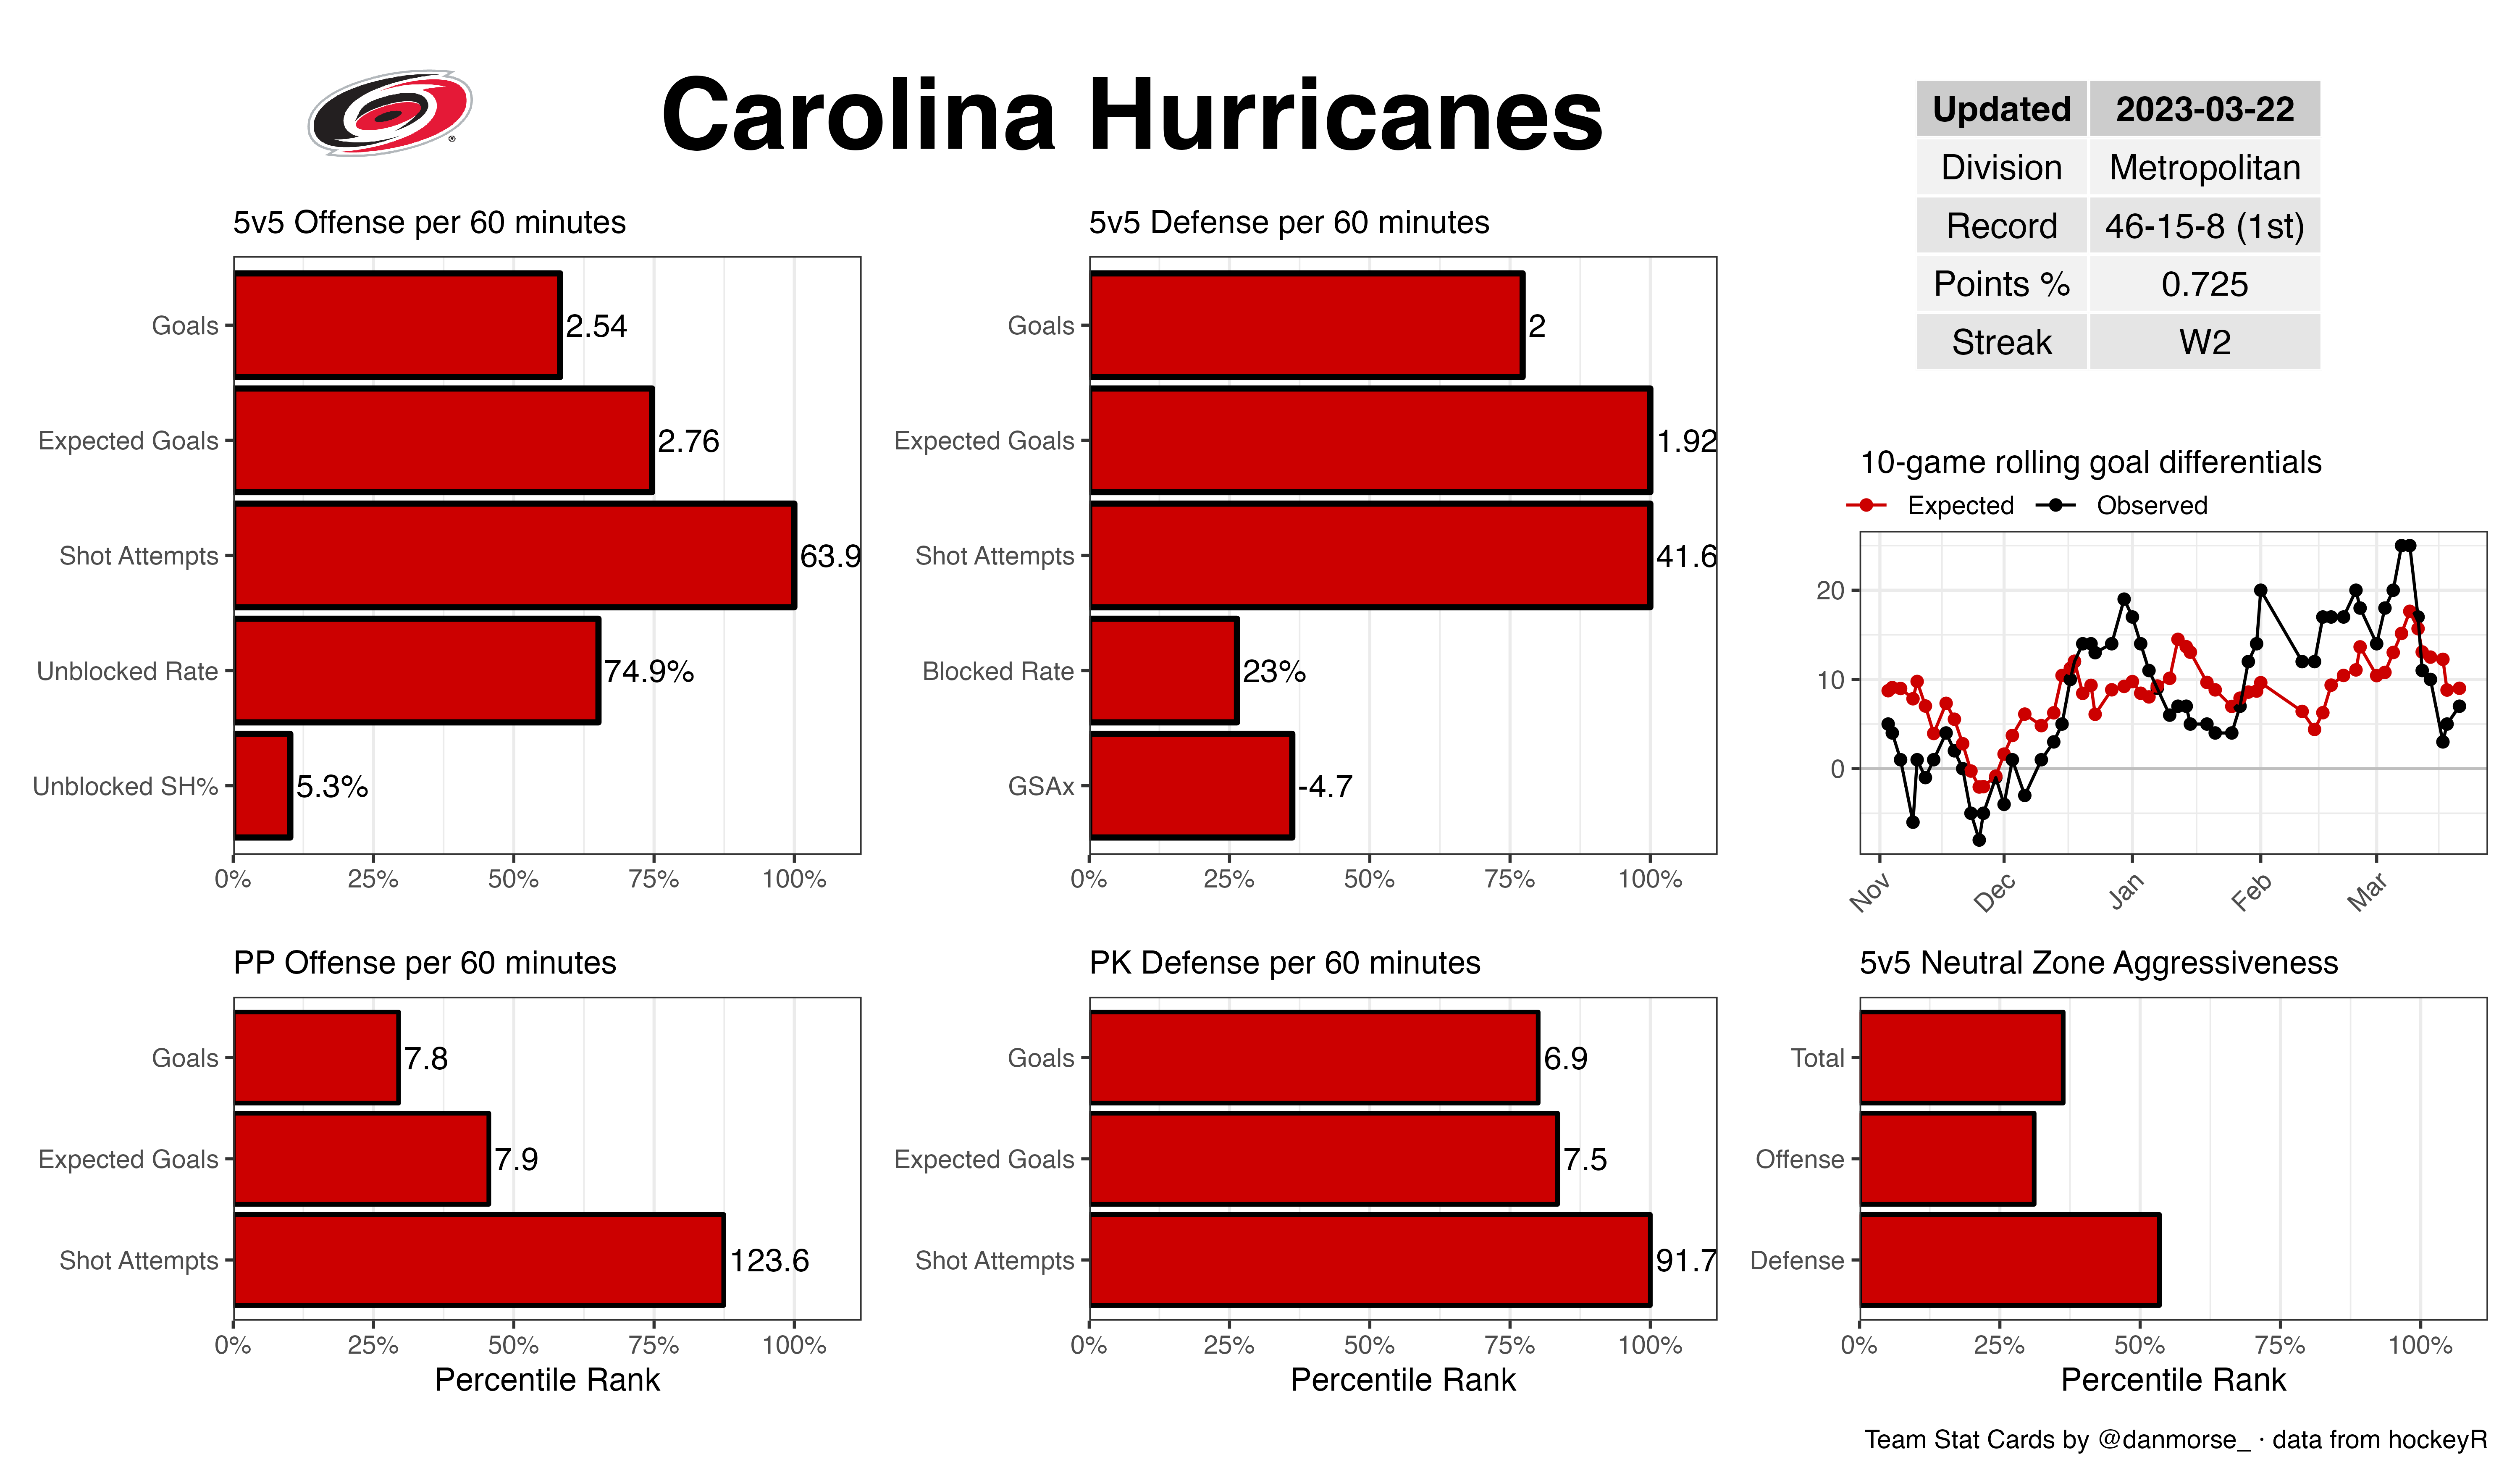 Carolina Hurricanes
Updated 2023-03-22
Division Metropolitan
Record 46-15-8 (1st)
Points % 0.725
Streak W2
5v5 Offense per 60 minutes
Goals 2.54
Expected Goals 2.76
Shot Attempts 63.9
Unblocked Rate 74.9%
Unblocked SH% 5.3%
0% 25% 50% 75% 100%
5v5 Defense per 60 minutes
Goals 2
Expected Goals 1.92
Shot Attempts 41.6
Blocked Rate 23%
GSAx -4.7
0% 25% 50% 75% 100%
10-game rolling goal differentials
Expected Observed
20
10
0
Nov Dec Jan Feb Mar
PP Offense per 60 minutes
Goals 7.8
Expected Goals 7.9
Shot Attempts 123.6
0% 25% 50% 75% 100%
Percentile Rank
PK Defense per 60 minutes
Goals 6.9
Expected Goals 7.5
Shot Attempts 91.7
0% 25% 50% 75% 100%
Percentile Rank
5v5 Neutral Zone Aggressiveness
Total
Offense
Defense
0% 25% 50% 75% 100%
Percentile Rank
Team Stat Cards by @danmorse_ · data from hockeyR